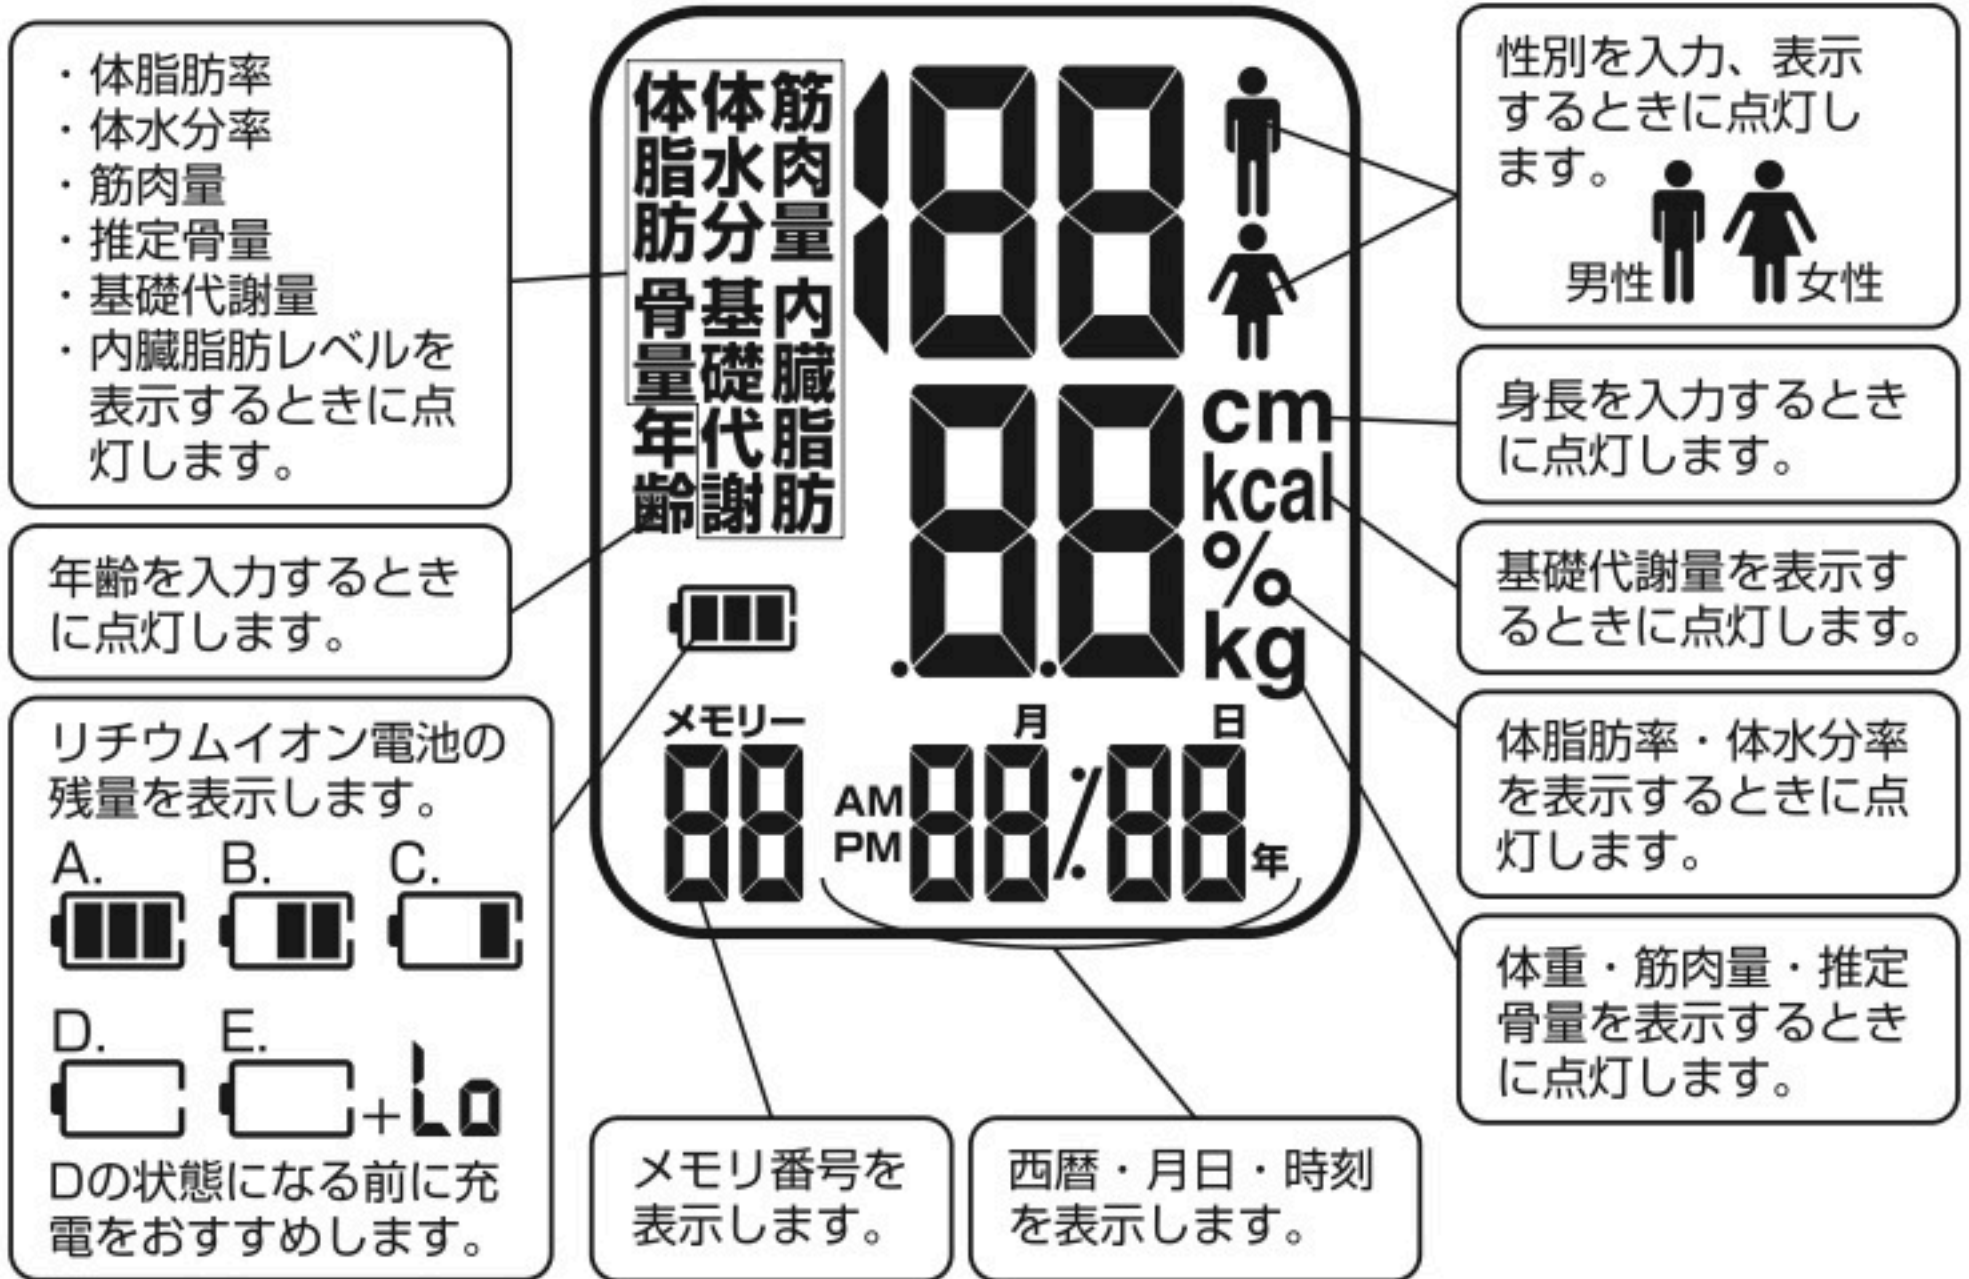 ・体脂肪率
・体水分率
・筋肉量
・推定骨量
・基礎代謝量
・内臓脂肪レベルを
表示するときに点
灯します。
年齢を入力するとき
に点灯します。
リチウムイオン電池の
残量を表示します。
A. B. C.
D. E.
+Lo
Dの状態になる前に充
電をおすすめします。
体脂肪
体水分
筋肉量
骨量
基礎代謝
内臓脂肪
年齢
188
88
cm
kcal
%
kg
メモリー
88
月 日
AM
PM
88/88
年
性別を入力、表示
するときに点灯し
ます。
男性 女性
身長を入力するとき
に点灯します。
基礎代謝量を表示す
るときに点灯します。
体脂肪率・体水分率
を表示するときに点
灯します。
体重・筋肉量・推定
骨量を表示するとき
に点灯します。
メモリ番号を
表示します。
西暦・月日・時刻
を表示します。